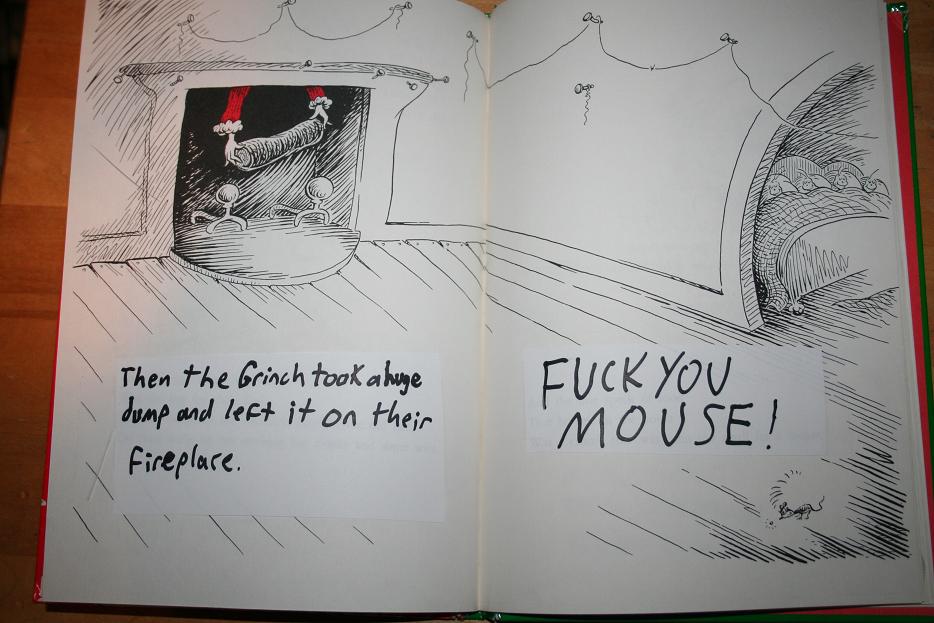 Then the Grinch took a huge
dump and left it on their
fireplace.
FUCK YOU
MOUSE!